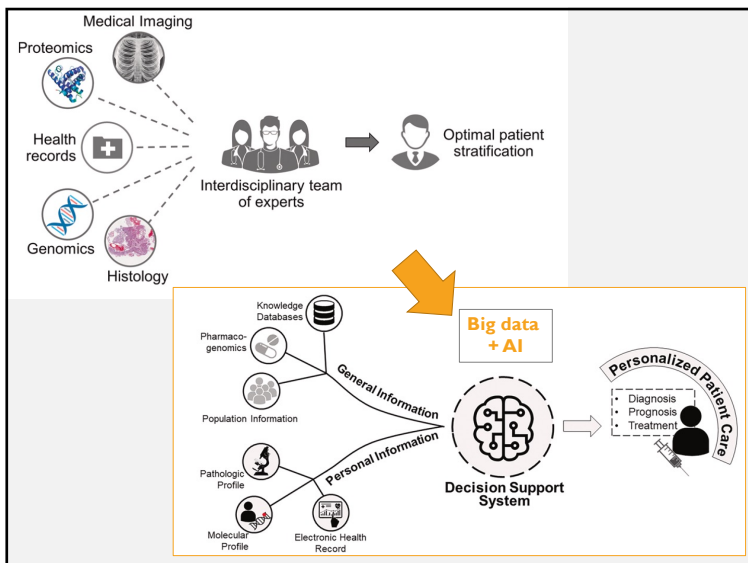 Medical Imaging
Proteomics
Health
records
Genomics
Histology
Interdisciplinary team
of experts
Optimal patient
stratification
Big data
+ AI
Knowledge
Databases
Pharmaco-
genomics
Population Information
General Information
Personal Information
Pathologic
Profile
Molecular
Profile
Electronic Health
Record
Decision Support
System
Personalized Patient Care
• Diagnosis
• Prognosis
• Treatment